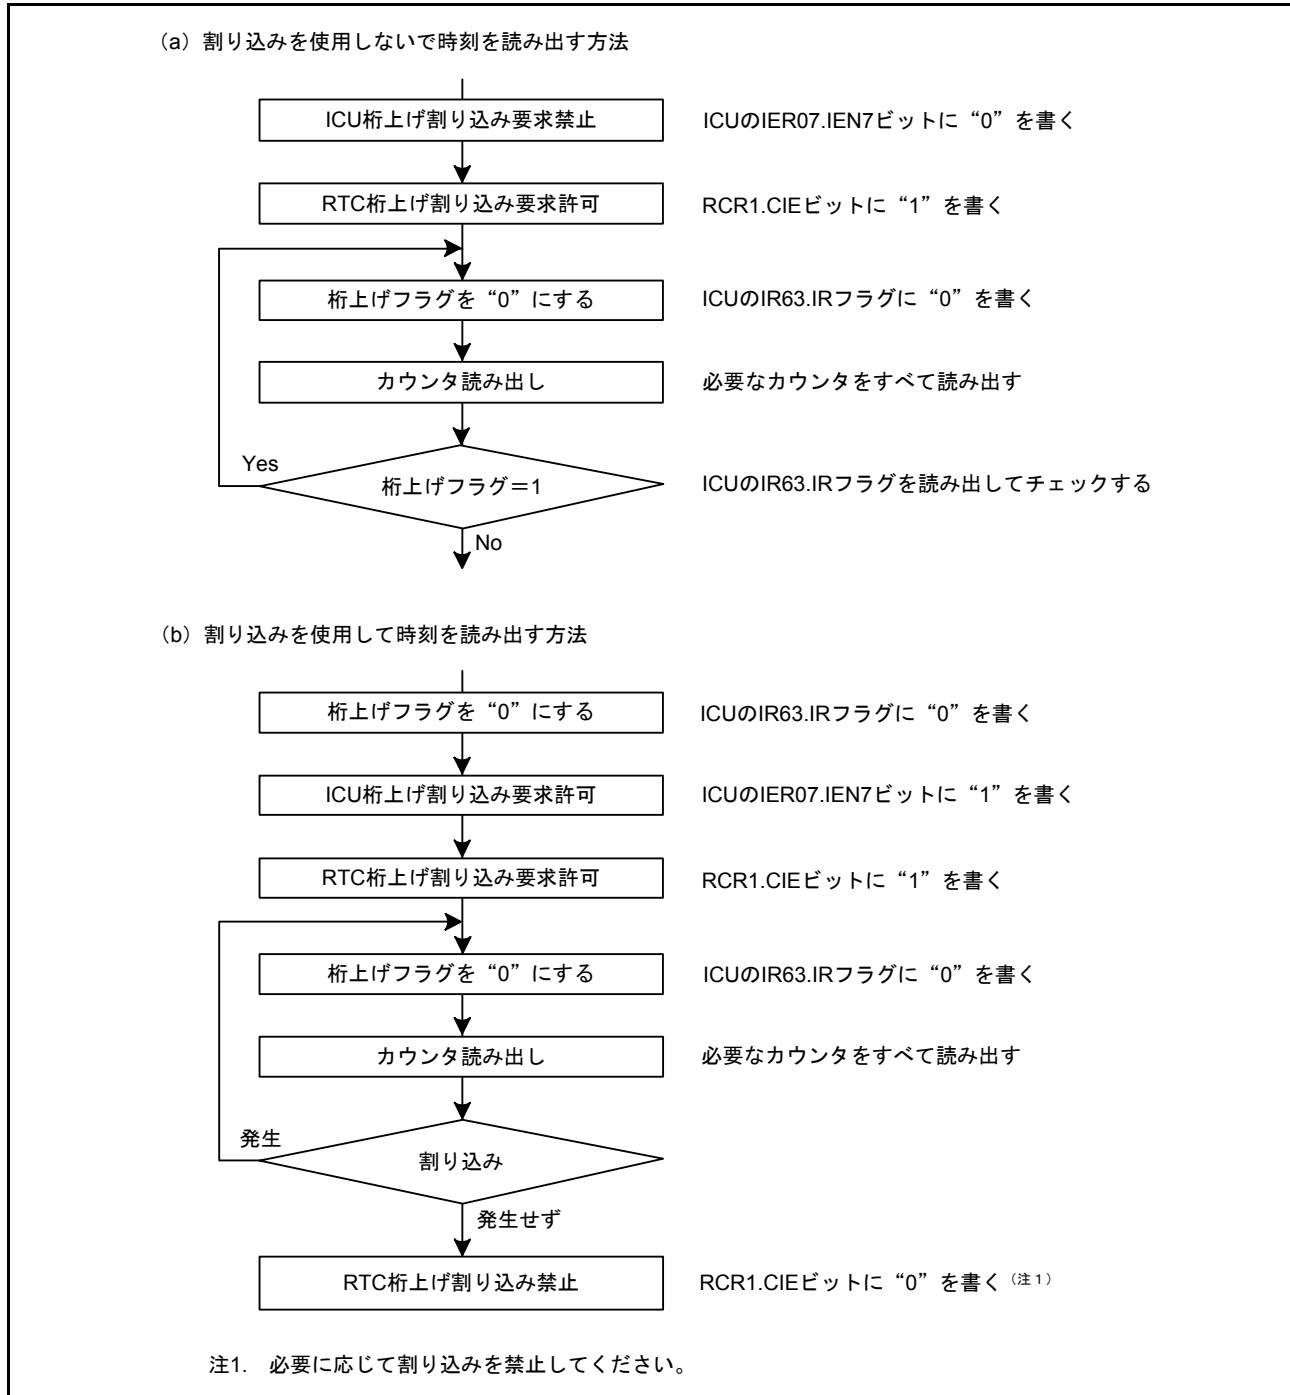 （a）割り込みを使用しないで時刻を読み出す方法
ICU桁上げ割り込み要求禁止
ICUのIER07.IEN7ビットに“0”を書く
RTC桁上げ割り込み要求許可
RCR1.CIEビットに“1”を書く
桁上げフラグを“0”にする
ICUのIR63.IRフラグに“0”を書く
カウンタ読み出し
必要なカウンタをすべて読み出す
Yes
桁上げフラグ＝1
ICUのIR63.IRフラグを読み出してチェックする
No
（b）割り込みを使用して時刻を読み出す方法
桁上げフラグを“0”にする
ICUのIR63.IRフラグに“0”を書く
ICU桁上げ割り込み要求許可
ICUのIER07.IEN7ビットに“1”を書く
RTC桁上げ割り込み要求許可
RCR1.CIEビットに“1”を書く
桁上げフラグを“0”にする
ICUのIR63.IRフラグに“0”を書く
カウンタ読み出し
必要なカウンタをすべて読み出す
発生
割り込み
発生せず
RTC桁上げ割り込み禁止
RCR1.CIEビットに“0”を書く（注1）
注1. 必要に応じて割り込みを禁止してください。